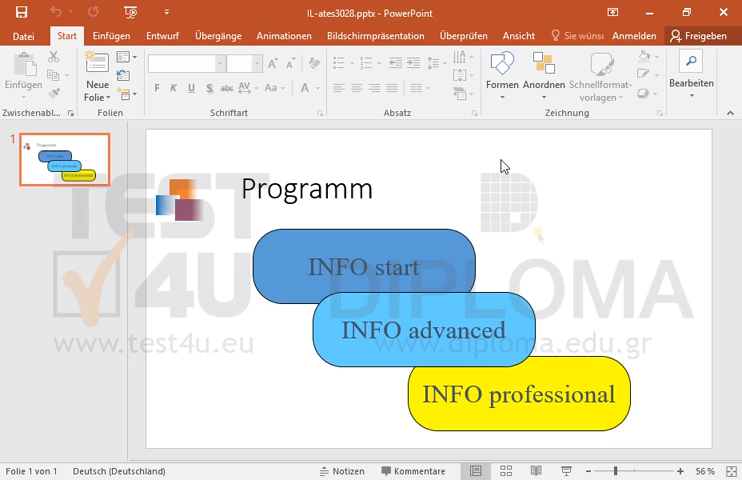 IL-ates3028.pptx - PowerPoint
Datei Start Einfügen Entwurf Übergänge Animationen Bildschirmpräsentation Überprüfen Ansicht Sie wünsc Anmelden Freigeben
Einfügen
Neue
Folie
F K U S abc AV Aa A
Formen Anordnen Schnellformat-
vorlagen
Bearbeiten
Zwischenabl... Folien Schriftart Absatz Zeichnung
1
Programm
INFO start
INFO advanced
INFO professional
TEST
4U
DIPLOMA
www.test4u.eu
www.diploma.edu.gr
Folie 1 von 1 Deutsch (Deutschland) Notizen Kommentare 56 %